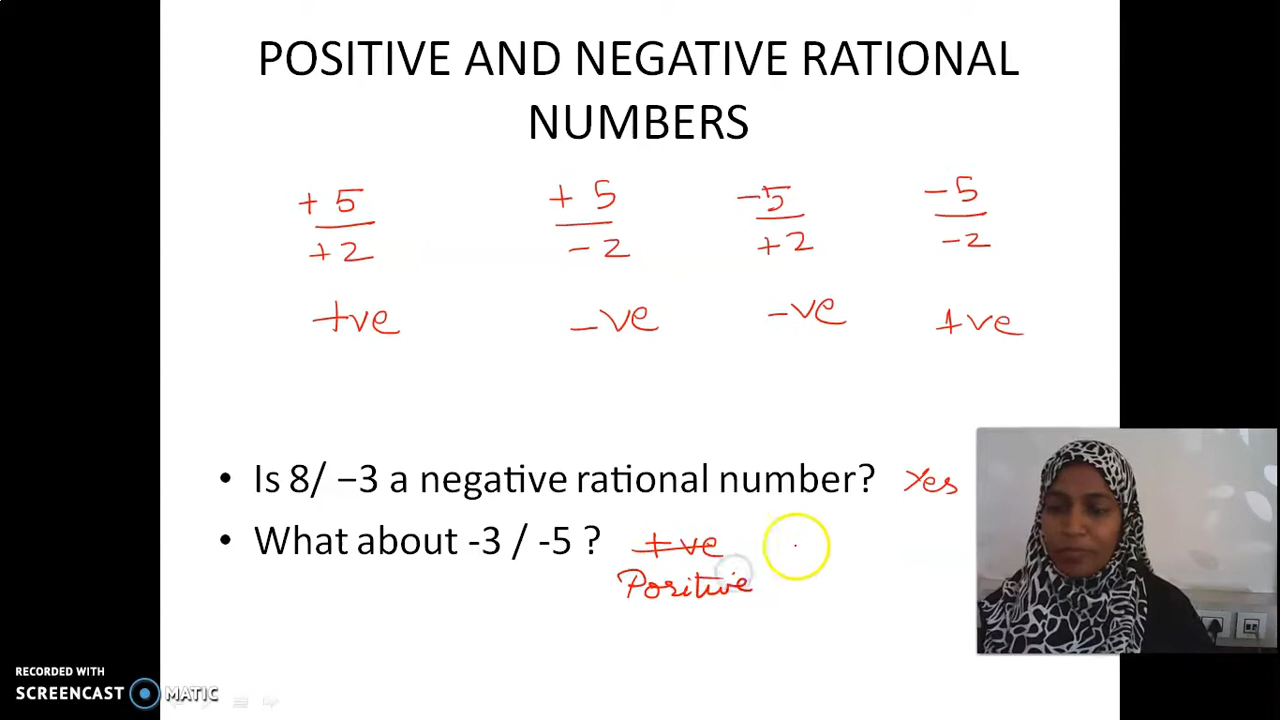 POSITIVE AND NEGATIVE RATIONAL
NUMBERS
+5 +5 -5 -5
+2 -2 +2 -2
+ve -ve -ve +ve
• Is 8/ −3 a negative rational number? Yes
• What about -3 / -5 ? +ve
Positive
RECORDED WITH
SCREENCAST MATIC